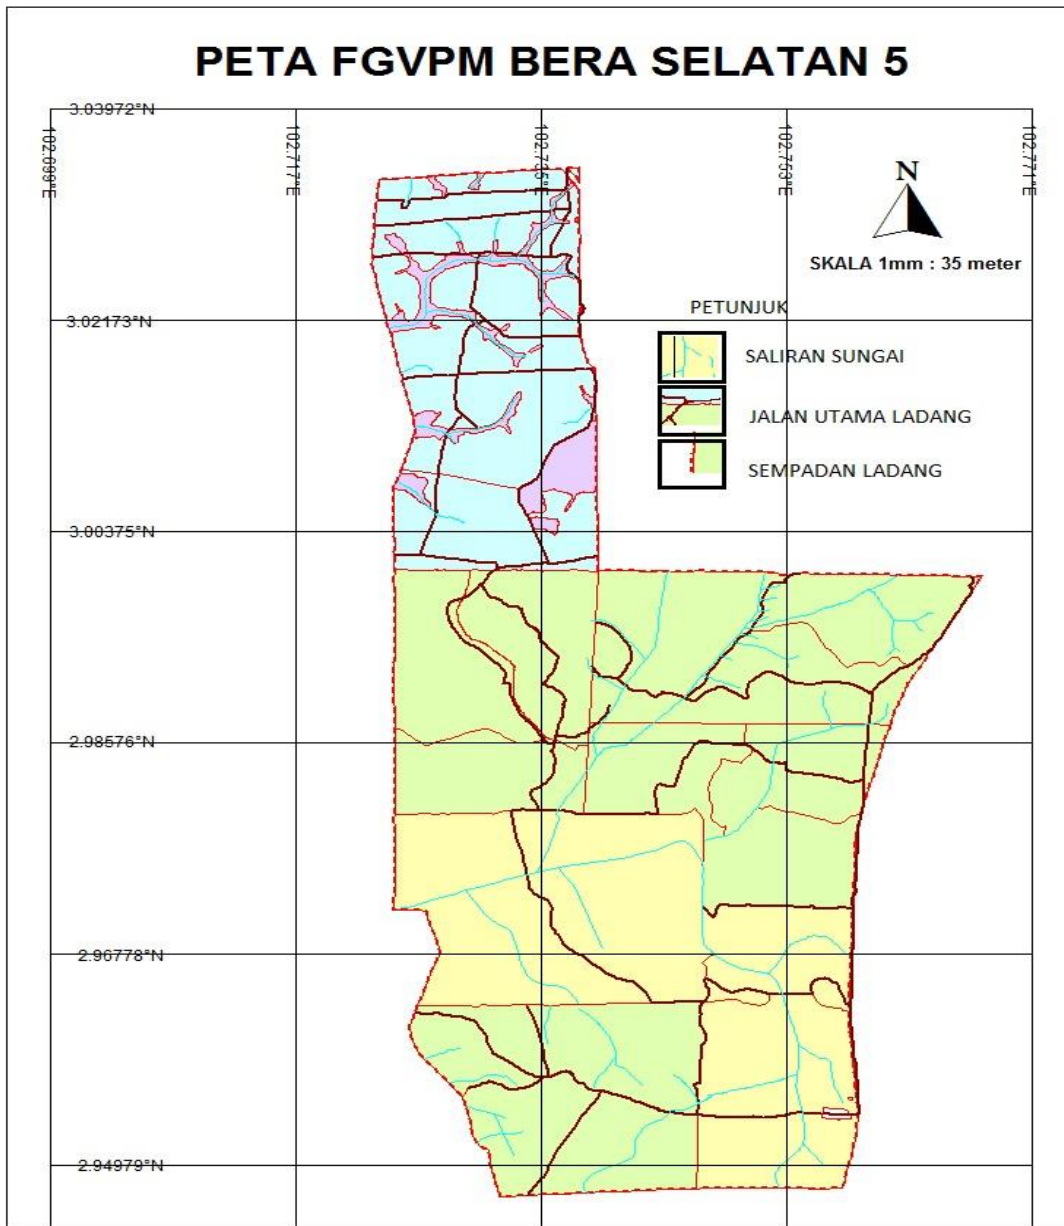 PETA FGVPM BERA SELATAN 5
3.03972°N
102.699°E
102.717°E
102.735°E
102.753°E
102.771°E
N
SKALA 1mm : 35 meter
PETUNJUK
3.02173°N
SALIRAN SUNGAI
JALAN UTAMA LADANG
SEMPADAN LADANG
3.00375°N
2.98576°N
2.96778°N
2.94979°N